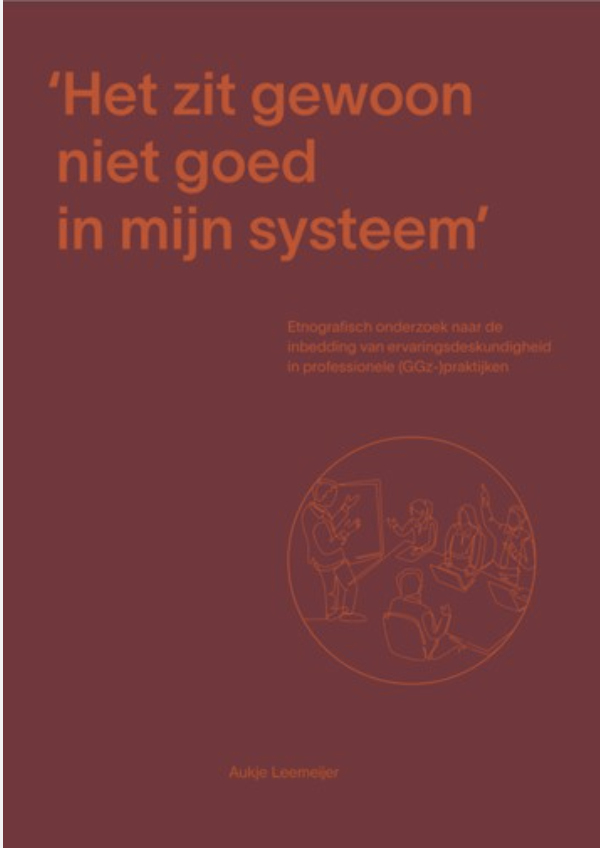 ‘Het zit gewoon
niet goed
in mijn systeem’
Etnografisch onderzoek naar de
inbedding van ervaringsdeskundigheid
in professionele (GGz-)praktijken
Aukje Leemeijer